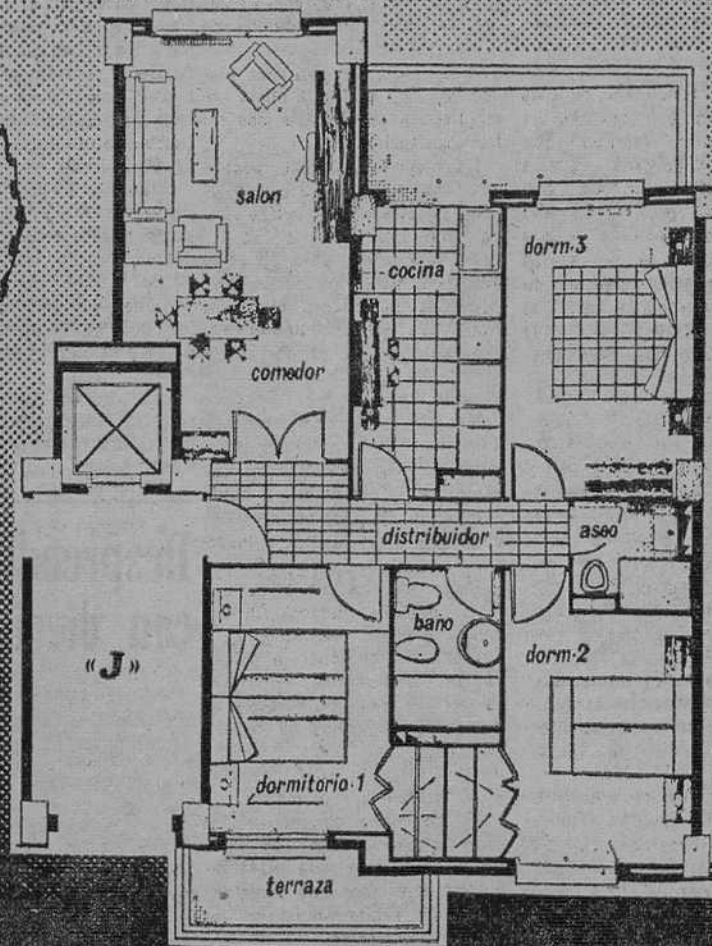 salon
cocina
dorm-3
comedor
distribuidor
aseo
baño
«J»
dorm-2
dormitorio-1
terraza